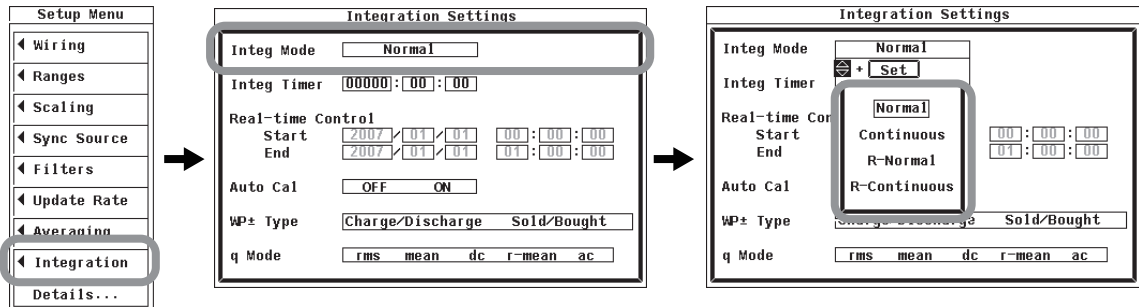 Setup Menu
Wiring
Ranges
Scaling
Sync Source
Filters
Update Rate
Averaging
Integration
Details...
Integration Settings
Integ Mode Normal
Integ Timer 00000: 00 : 00
Real-time Control
Start 2007 / 01 / 01 00 : 00 : 00
End 2007 / 01 / 01 01 : 00 : 00
Auto Cal OFF ON
WP± Type Charge/Discharge Sold/Bought
q Mode rms mean dc r-mean ac
Integration Settings
Integ Mode Normal
+ Set
Integ Timer
Normal
Real-time Cor
Start Continuous 00 : 00 : 00
End 01 : 00 : 00
R-Normal
Auto Cal R-Continuous
WP± Type Charge/Discharge Sold/Bought
q Mode rms mean dc r-mean ac